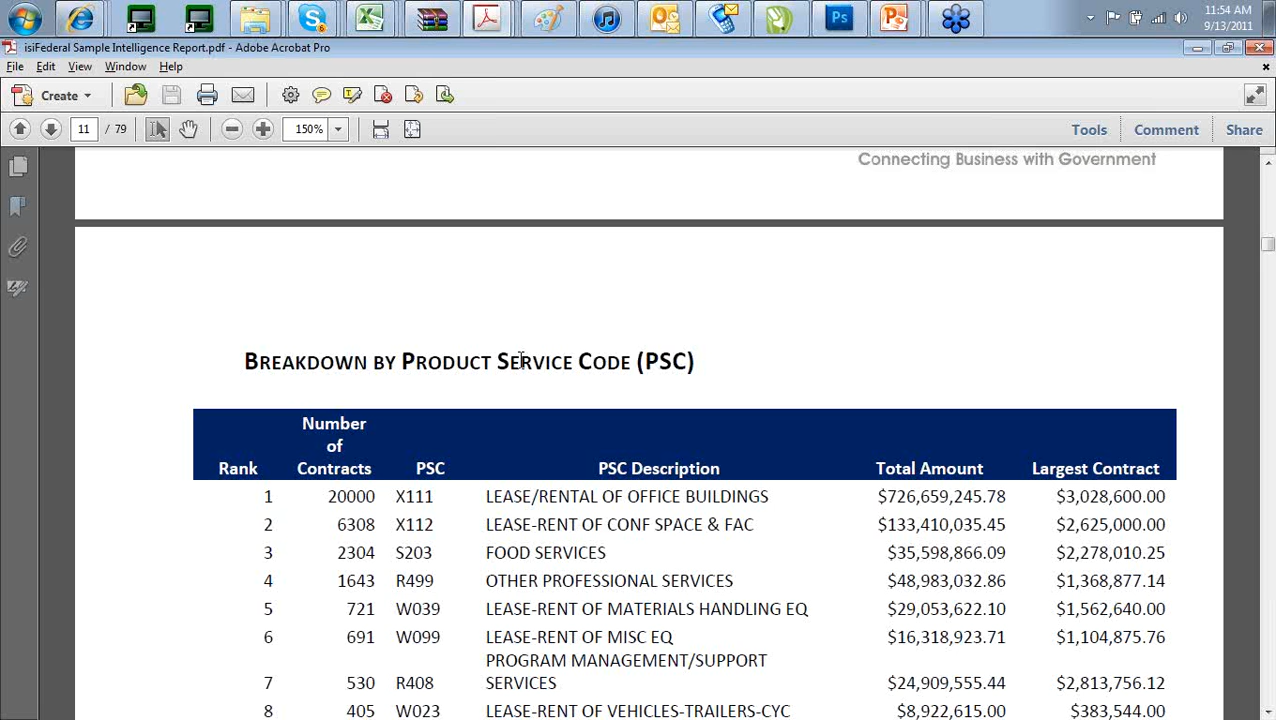 11:54 AM
9/13/2011
isiFederal Sample Intelligence Report.pdf - Adobe Acrobat Pro
File Edit View Window Help
Create
11 / 79 150% Tools Comment Share
Connecting Business with Government
BREAKDOWN BY PRODUCT SERVICE CODE (PSC)
Number
of
Rank Contracts PSC PSC Description Total Amount Largest Contract
1 20000 X111 LEASE/RENTAL OF OFFICE BUILDINGS $726,659,245.78 $3,028,600.00
2 6308 X112 LEASE-RENT OF CONF SPACE & FAC $133,410,035.45 $2,625,000.00
3 2304 S203 FOOD SERVICES $35,598,866.09 $2,278,010.25
4 1643 R499 OTHER PROFESSIONAL SERVICES $48,983,032.86 $1,368,877.14
5 721 W039 LEASE-RENT OF MATERIALS HANDLING EQ $29,053,622.10 $1,562,640.00
6 691 W099 LEASE-RENT OF MISC EQ $16,318,923.71 $1,104,875.76
PROGRAM MANAGEMENT/SUPPORT
7 530 R408 SERVICES $24,909,555.44 $2,813,756.12
8 405 W023 LEASE-RENT OF VEHICLES-TRAILERS-CYC $8,922,615.00 $383,544.00